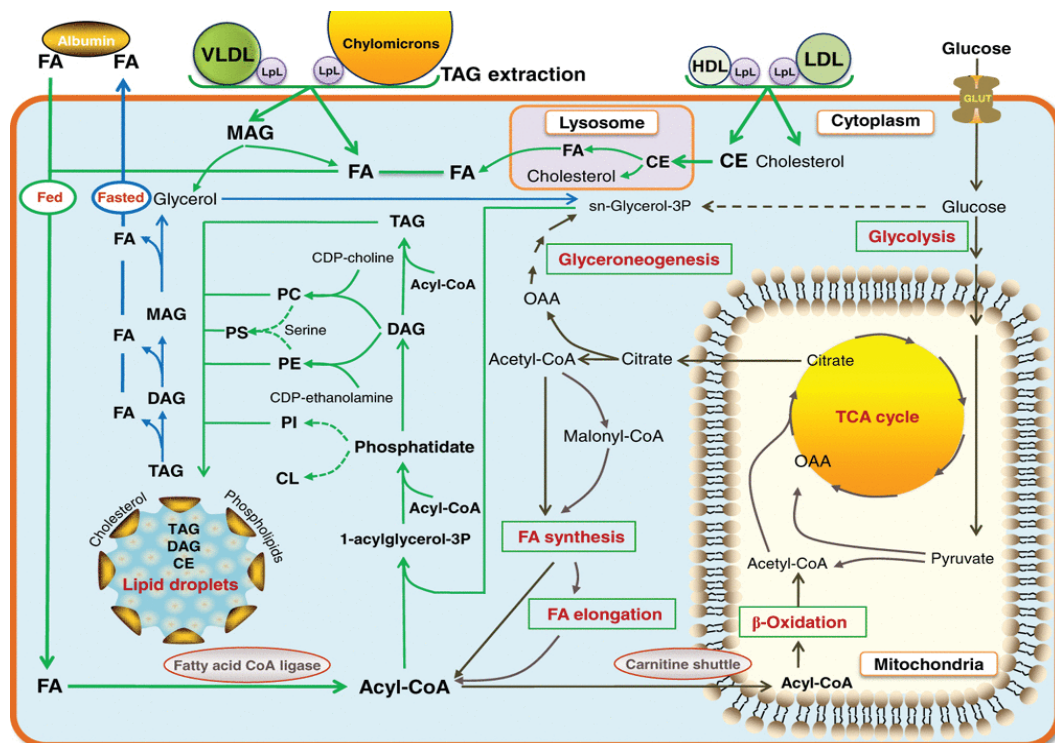 Albumin
FA
FA
VLDL
LpL
LpL
Chylomicrons
TAG extraction
HDL
LpL
LpL
LDL
Glucose
GLUT
MAG
FA
FA
Lysosome
FA
CE
Cholesterol
CE
Cholesterol
Cytoplasm
Fed
Fasted
Glycerol
sn-Glycerol-3P
Glucose
FA
TAG
Glycolysis
CDP-choline
Acyl-CoA
Glyceroneogenesis
PC
OAA
MAG
PS
Serine
DAG
FA
PE
Acetyl-CoA
Citrate
Citrate
CDP-ethanolamine
DAG
FA
TCA cycle
PI
Malonyl-CoA
Phosphatidate
OAA
TAG
CL
Cholesterol
Phospholipids
Acyl-CoA
TAG
DAG
CE
Lipid droplets
1-acylglycerol-3P
FA synthesis
Pyruvate
Acetyl-CoA
FA elongation
β-Oxidation
Fatty acid CoA ligase
Carnitine shuttle
Mitochondria
FA
Acyl-CoA
Acyl-CoA